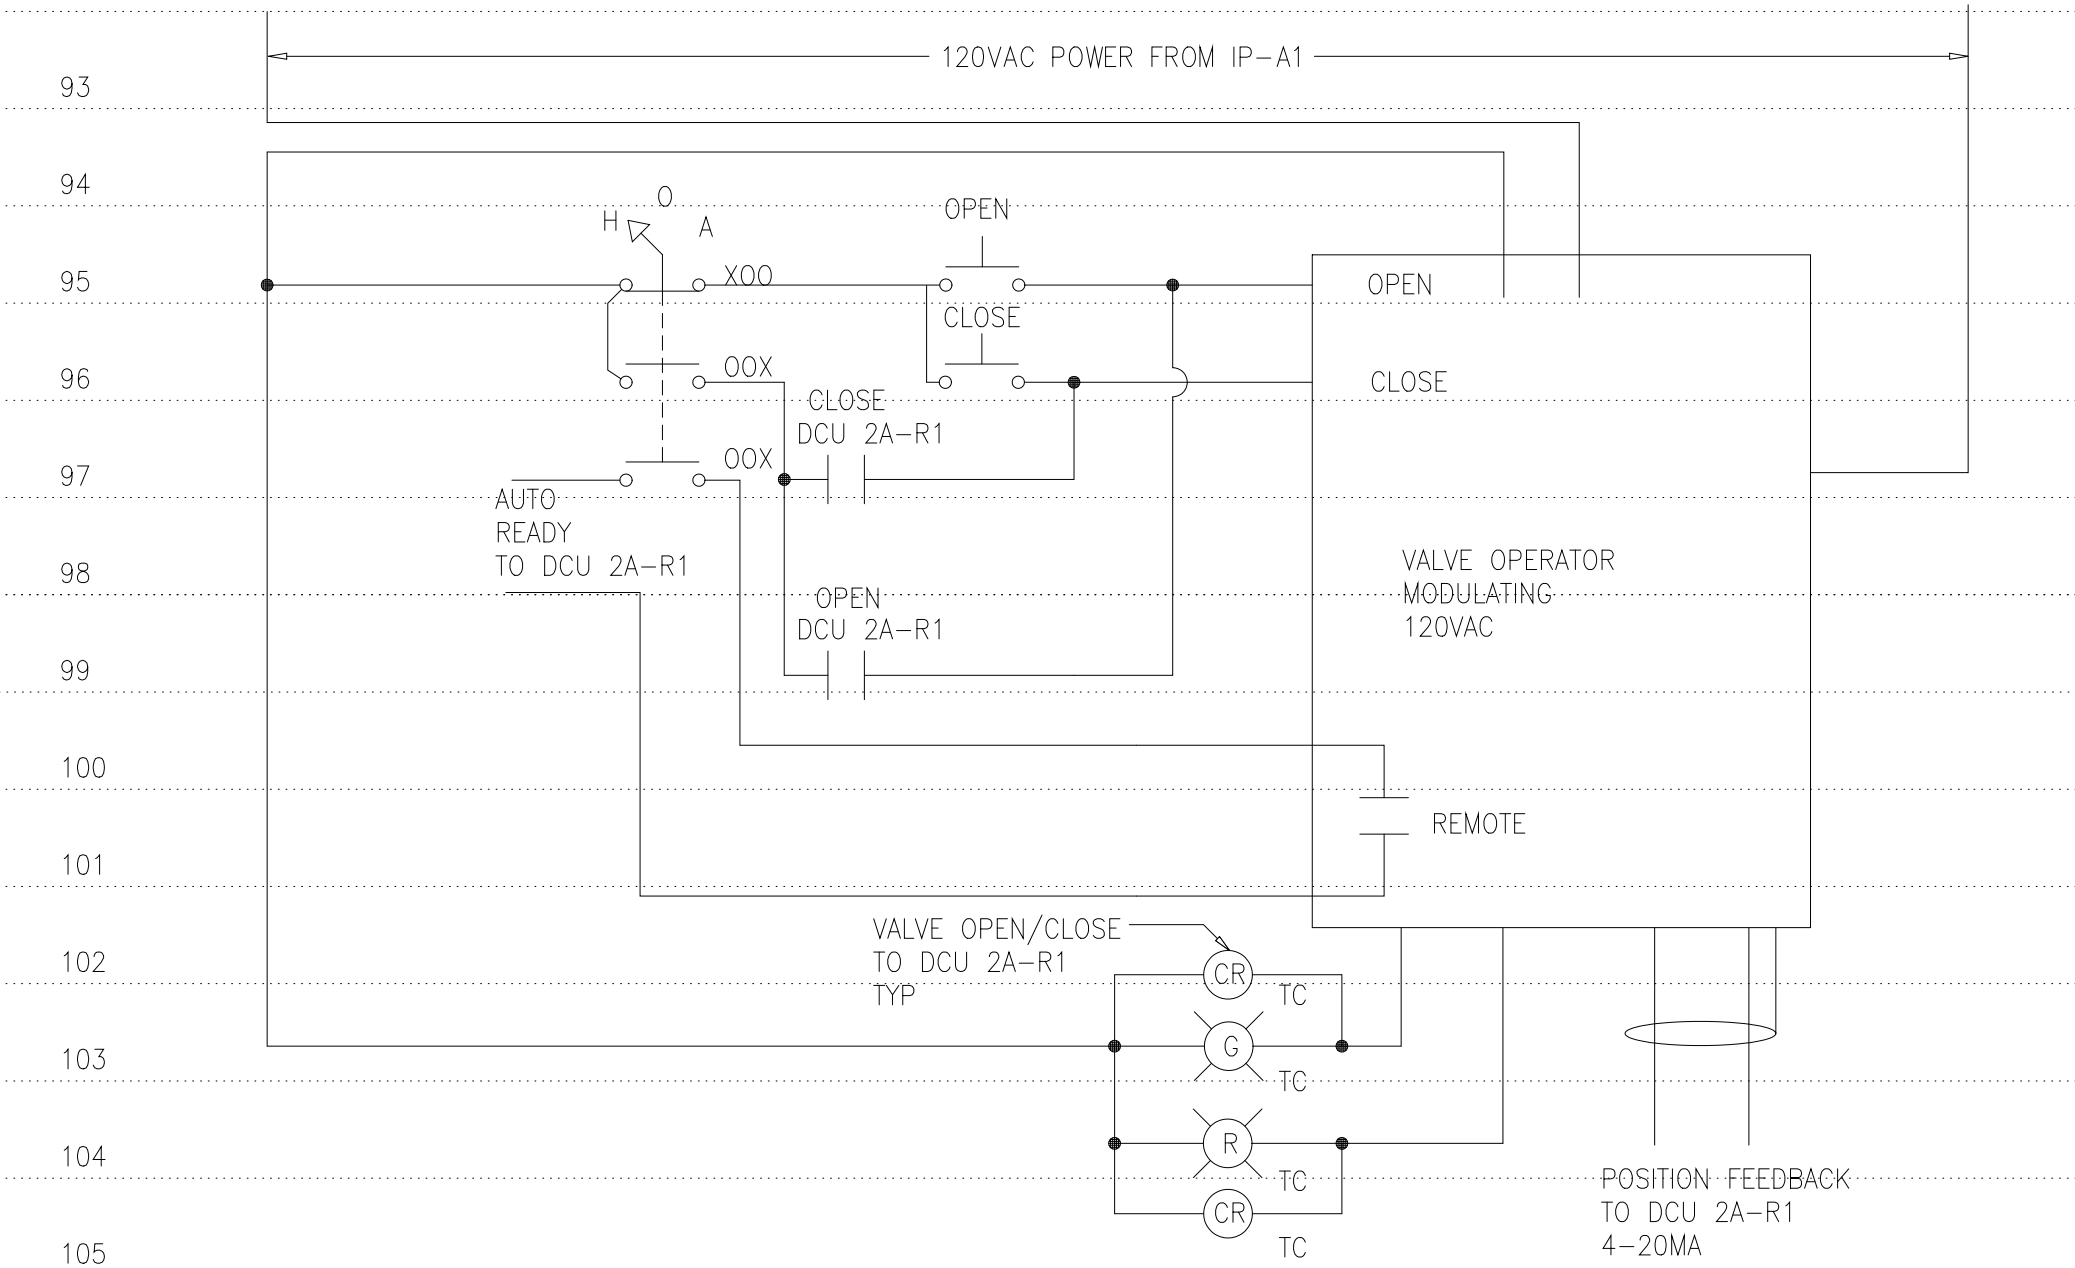 120VAC POWER FROM IP-A1
93
94
O
H
A
OPEN
95
XOO
OPEN
CLOSE
OOX
96
CLOSE
CLOSE
DCU 2A-R1
OOX
97
AUTO
READY
TO DCU 2A-R1
98
VALVE OPERATOR
MODULATING
120VAC
OPEN
DCU 2A-R1
99
100
REMOTE
101
VALVE OPEN/CLOSE
TO DCU 2A-R1
TYP
102
CR
TC
G
103
TC
R
104
TC
CR
TC
POSITION FEEDBACK
TO DCU 2A-R1
4-20MA
105